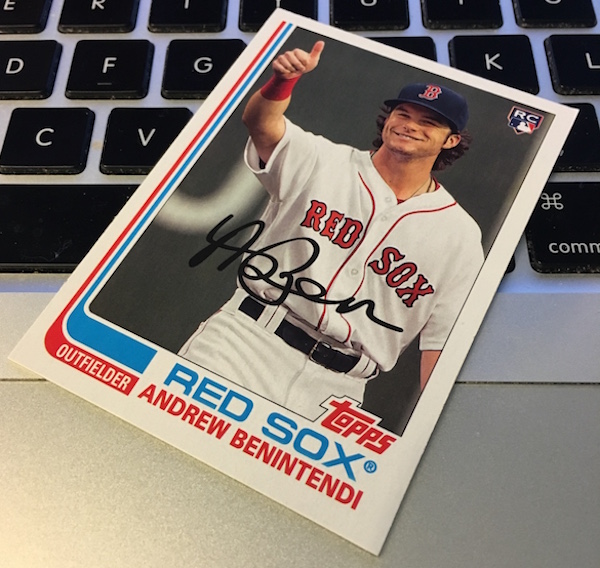 D F G K L
C V
⌘
comm
B
RC
RED SOX
OUTFIELDER
topps
RED SOX®
ANDREW BENINTENDI